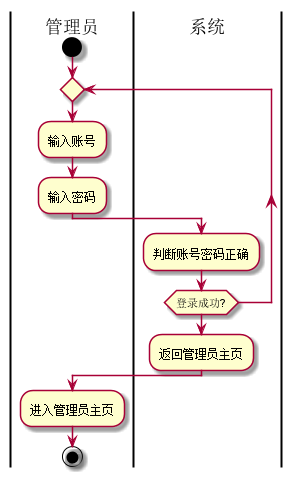 管理员
系统
输入账号
输入密码
判断账号密码正确
登录成功?
返回管理员主页
进入管理员主页